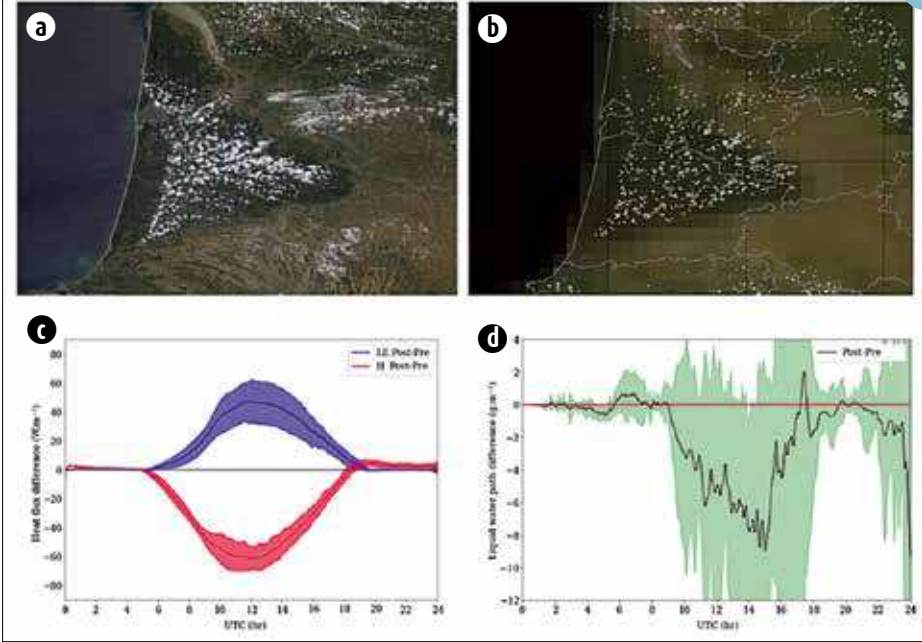 a
b
c
80
60
40
20
0
−20
−40
−60
−80
Heat flux difference (Wm⁻²)
LE Post-Pre
H Post-Pre
0 2 4 6 8 10 12 14 16 18 20 22 24
UTC (hr)
d
4
2
0
−2
−4
−6
−8
−10
−12
Liquid water path difference (g.m⁻²)
Post-Pre
0 2 4 6 8 10 12 14 16 18 20 22 24
UTC (hr)